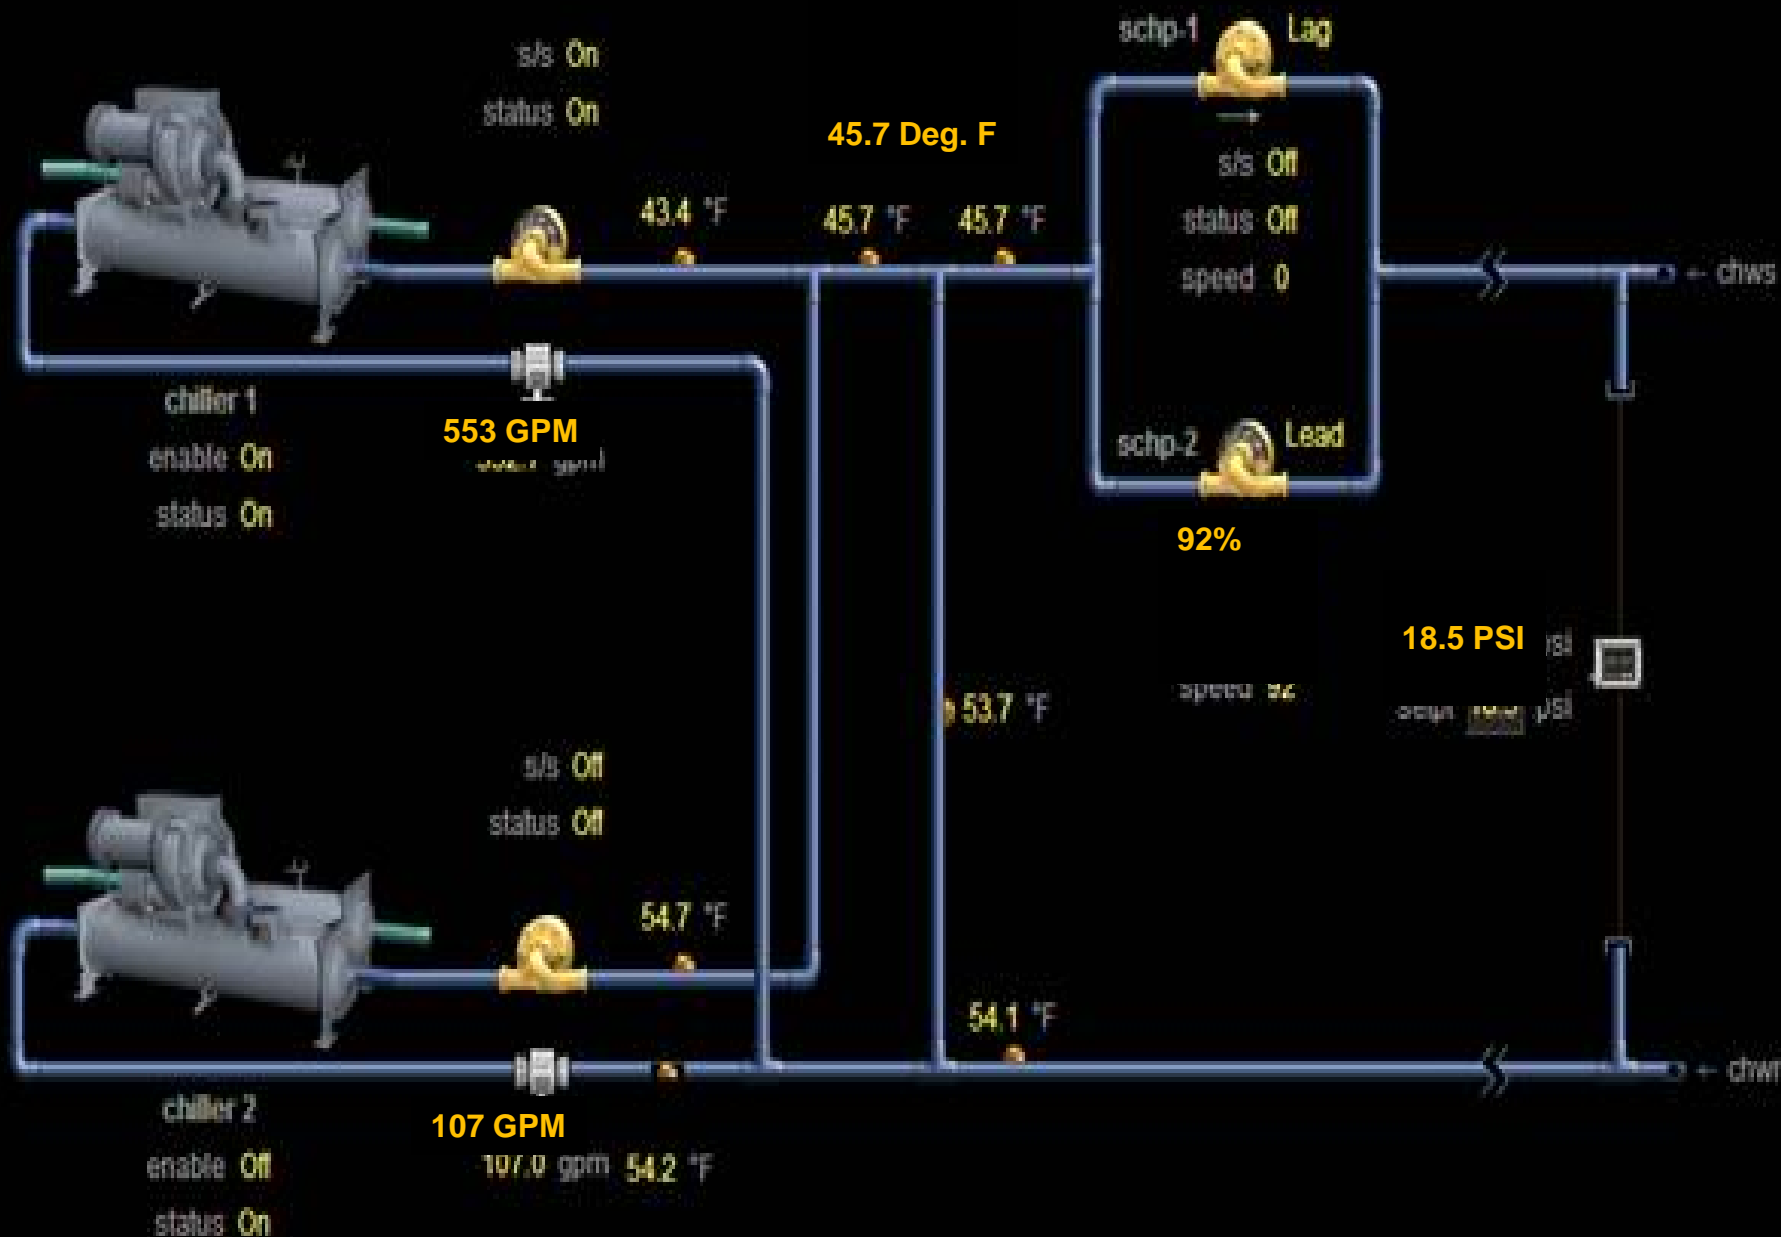 schp-1 Lag
s/s On
status On
45.7 Deg. F
s/s Off
43.4 °F
45.7 °F
45.7 °F
status Off
speed 0
← chws
chiller 1
553 GPM
gpm
enable On
schp-2 Lead
status On
92%
18.5 PSI
psi
speed 92
53.7 °F
psi
s/s Off
status Off
54.7 °F
54.1 °F
← chwr
chiller 2
107 GPM
enable Off
107.0 gpm 54.2 °F
status On